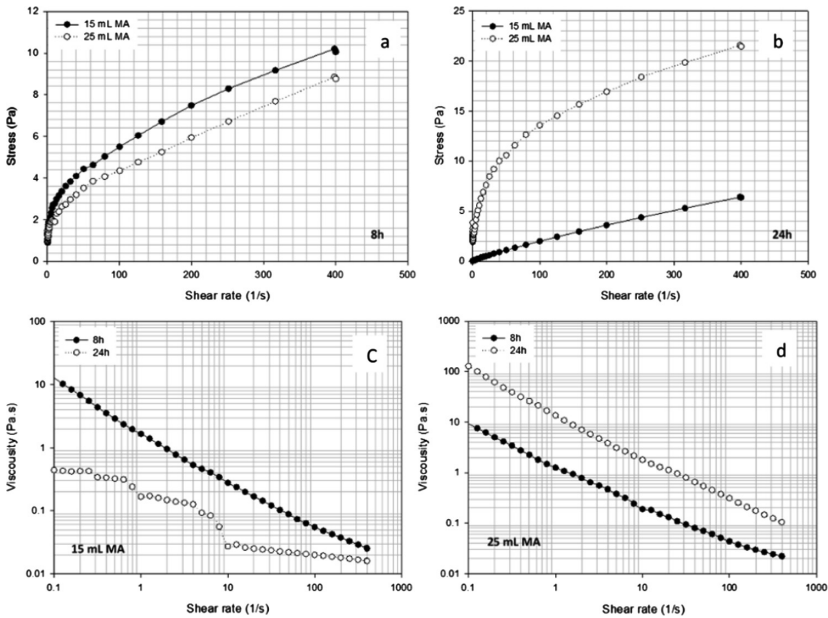 15 mL MA
25 mL MA
a
12
10
8
6
4
2
0
Stress (Pa)
8h
0 100 200 300 400 500
Shear rate (1/s)
15 mL MA
25 mL MA
b
25
20
15
10
5
0
Stress (Pa)
24h
0 100 200 300 400 500
Shear rate (1/s)
8h
24h
c
100
10
1
0.1
0.01
Viscousity (Pa.s)
15 mL MA
0.1 1 10 100 1000
Shear rate (1/s)
8h
24h
d
1000
100
10
1
0.1
0.01
Viscousity (Pa.s)
25 mL MA
0.1 1 10 100 1000
Shear rate (1/s)